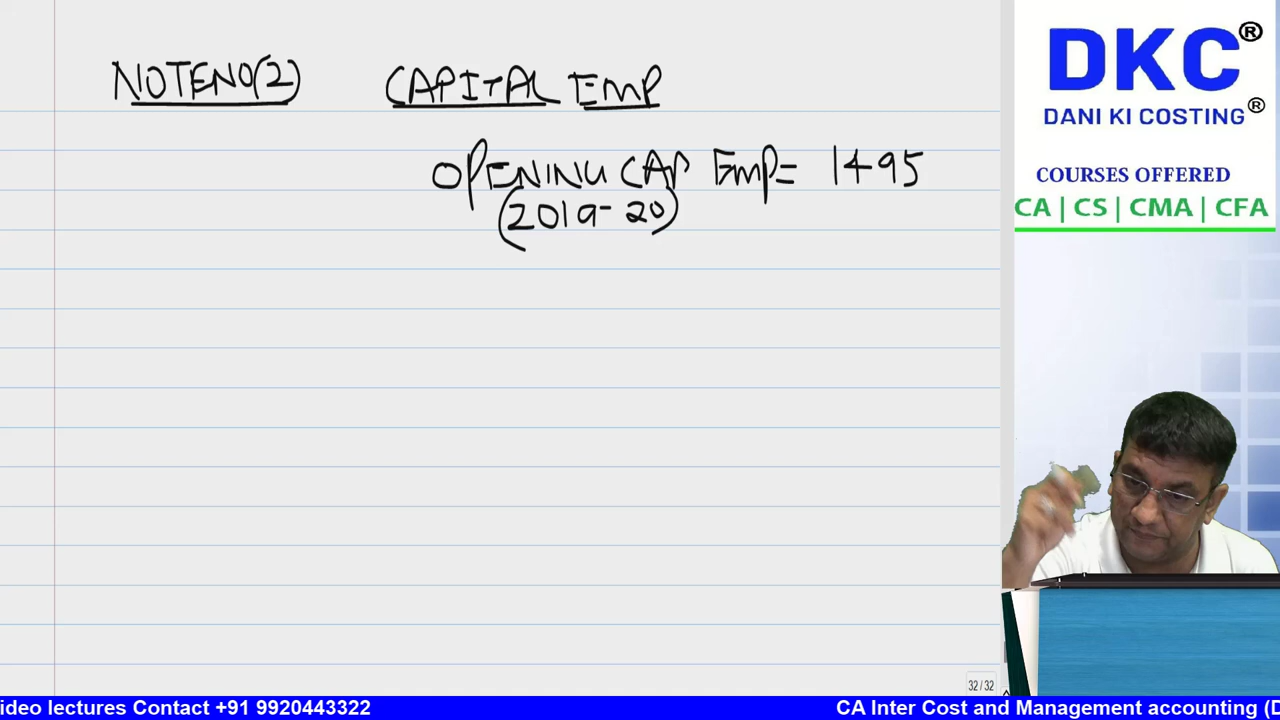 NOTENO(2) CAPITAL EMP
OPENING CAP EMP= 1495
(2019-20)
32/32
DKC®
DANI KI COSTING®
COURSES OFFERED
CA | CS | CMA | CFA
ideo lectures Contact +91 9920443322 CA Inter Cost and Management accounting (D